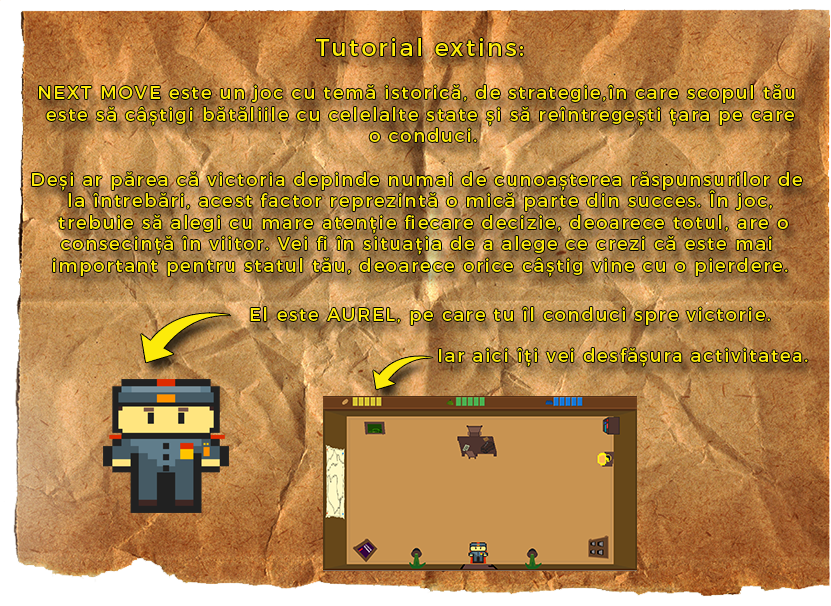 Tutorial extins:
NEXT MOVE este un joc cu temă istorică, de strategie,în care scopul tău
este să câștigi bătăliile cu celelalte state și să reîntregești țara pe care
o conduci.
Deși ar părea că victoria depinde numai de cunoașterea răspunsurilor de
la întrebări, acest factor reprezintă o mică parte din succes. În joc,
trebuie să alegi cu mare atenție fiecare decizie, deoarece totul, are o
consecință în viitor. Vei fi în situația de a alege ce crezi că este mai
important pentru statul tău, deoarece orice câștig vine cu o pierdere.
El este AUREL, pe care tu îl conduci spre victorie.
Iar aici îți vei desfășura activitatea.